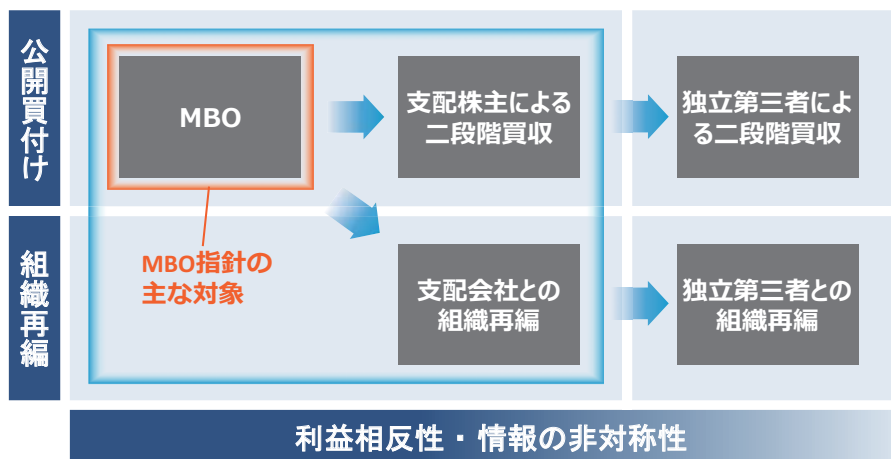 公開買付け
MBO
支配株主による
二段階買収
独立第三者によ
る二段階買収
MBO指針の
主な対象
組織再編
支配会社との
組織再編
独立第三者との
組織再編
利益相反性・情報の非対称性